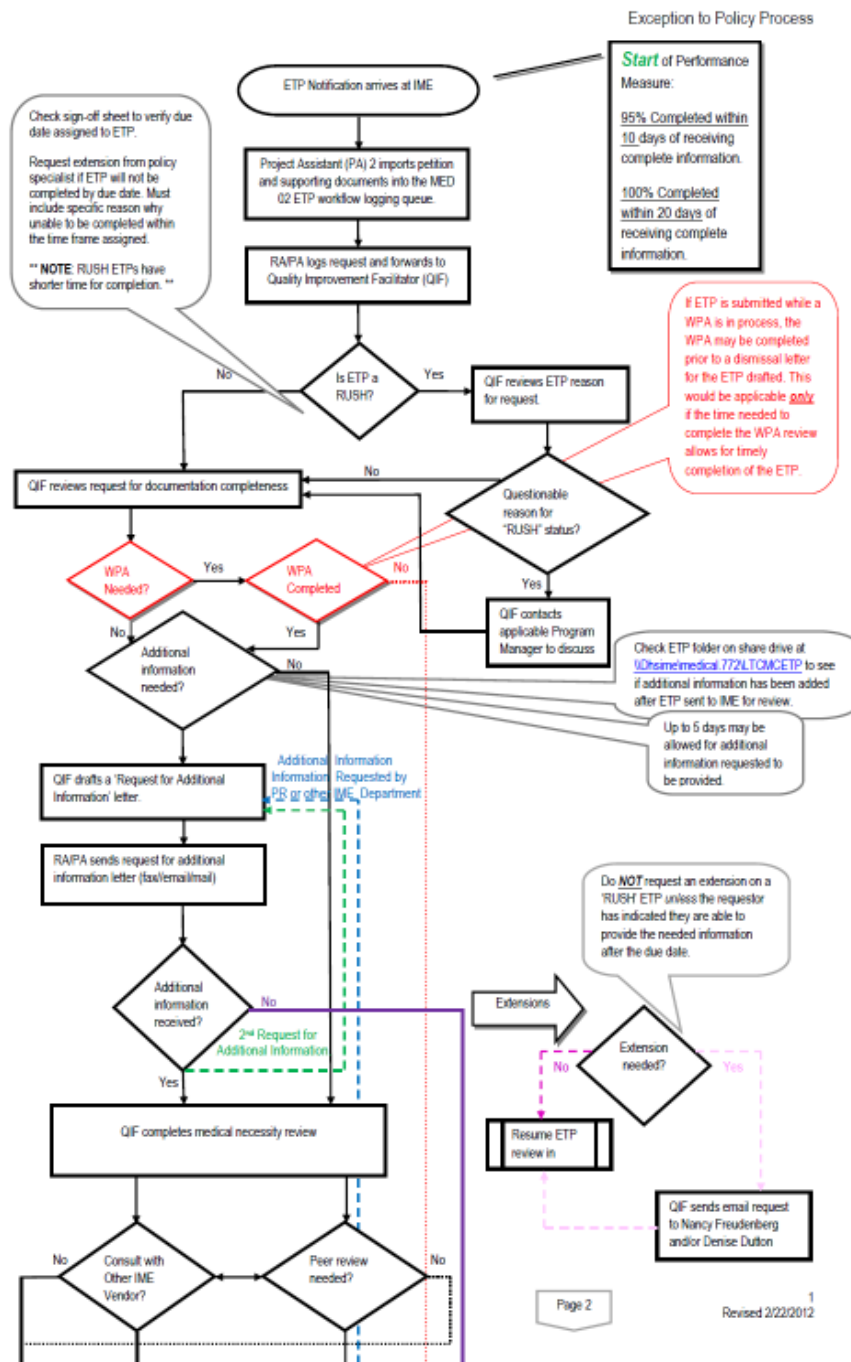 Exception to Policy Process
ETP Notification arrives at IME
Start of Performance
Measure:
95% Completed within
10 days of receiving
complete information.
100% Completed
within 20 days of
receiving complete
information.
Check sign-off sheet to verify due
date assigned to ETP.
Request extension from policy
specialist if ETP will not be
completed by due date. Must
include specific reason why
unable to be completed within
the time frame assigned.
** NOTE: RUSH ETPs have
shorter time for completion. **
Project Assistant (PA) 2 imports petition
and supporting documents into the MED
02 ETP workflow logging queue.
RA/PA logs request and forwards to
Quality Improvement Facilitator (QIF)
If ETP is submitted while a
WPA is in process, the
WPA may be completed
prior to a dismissal letter
for the ETP drafted. This
would be applicable only
if the time needed to
complete the WPA review
allows for timely
completion of the ETP.
No
Is ETP a
RUSH?
Yes
QIF reviews ETP reason
for request.
QIF reviews request for documentation completeness
No
Questionable
reason for
"RUSH" status?
WPA
Needed?
Yes
WPA
Completed
No
Yes
No
Yes
QIF contacts
applicable Program
Manager to discuss
Additional
information
needed?
No
Check ETP folder on share drive at
\\Dhsime\medical.772\LTCMCETP to see
if additional information has been added
after ETP sent to IME for review.
Up to 5 days may be
allowed for additional
information requested to
be provided.
QIF drafts a 'Request for Additional
Information' letter.
Additional Information
Information Requested by
PR or other IME Department
RA/PA sends request for additional
information letter (fax//email/mail)
Do NOT request an extension on a
'RUSH' ETP unless the requestor
has indicated they are able to
provide the needed information
after the due date.
Additional
information
received?
No
2nd Request for
Additional Information
Yes
Extensions
Extension
needed?
No
Yes
QIF completes medical necessity review
Resume ETP
review in
QIF sends email request
to Nancy Freudenberg
and/or Denise Dutton
No
Consult with
Other IME
Vendor?
Peer review
needed?
No
Page 2
1
Revised 2/22/2012